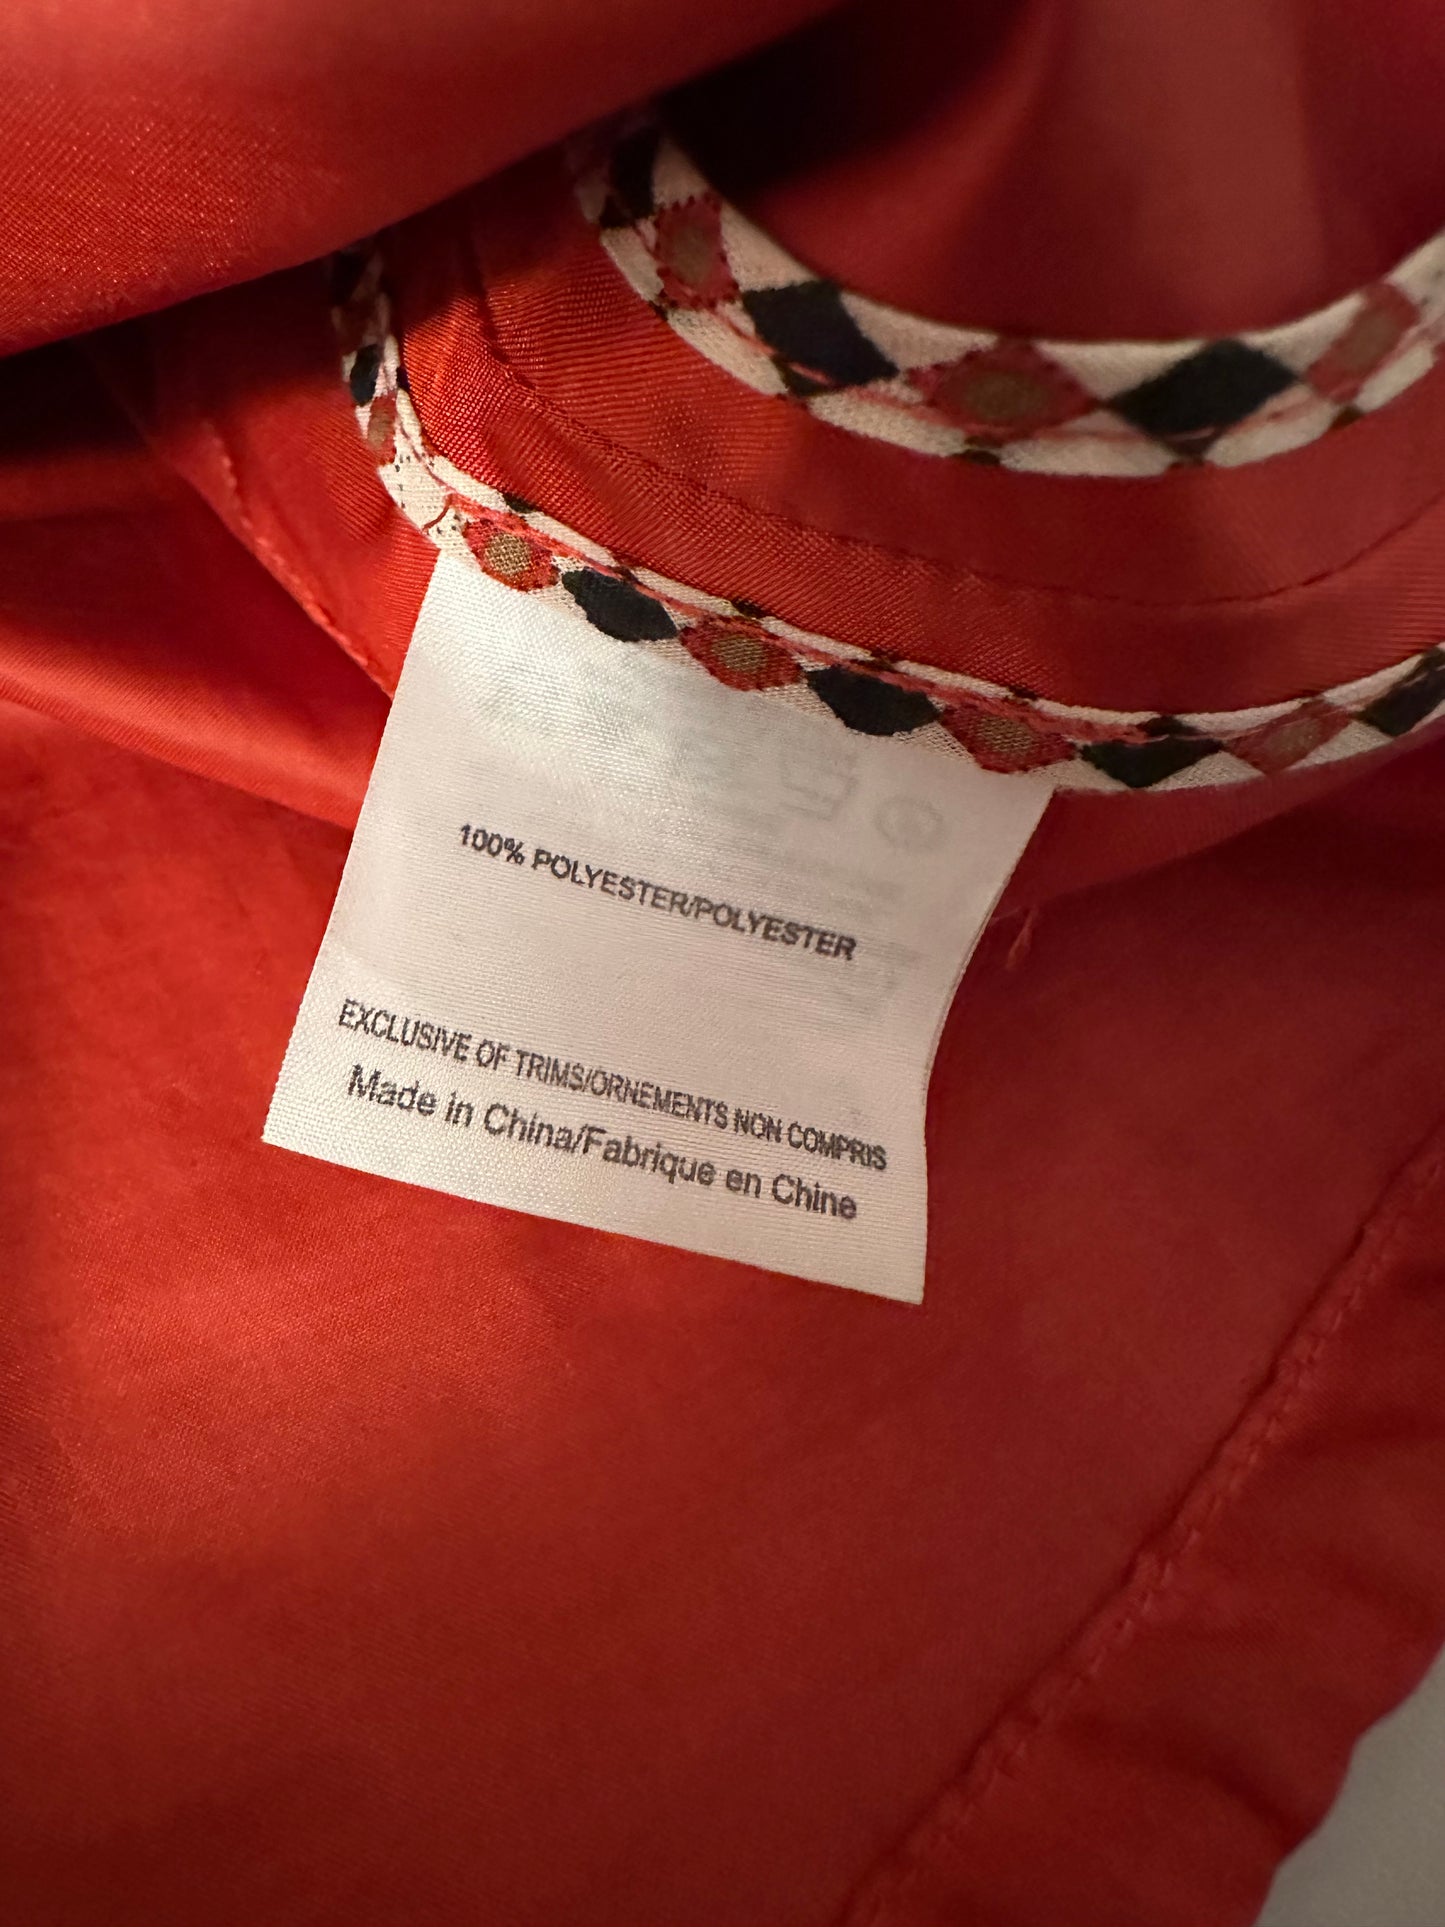 100% POLYESTER/POLYESTER
EXCLUSIVE OF TRIMS/ORNEMENTS NON COMPRIS
Made in China/Fabrique en Chine